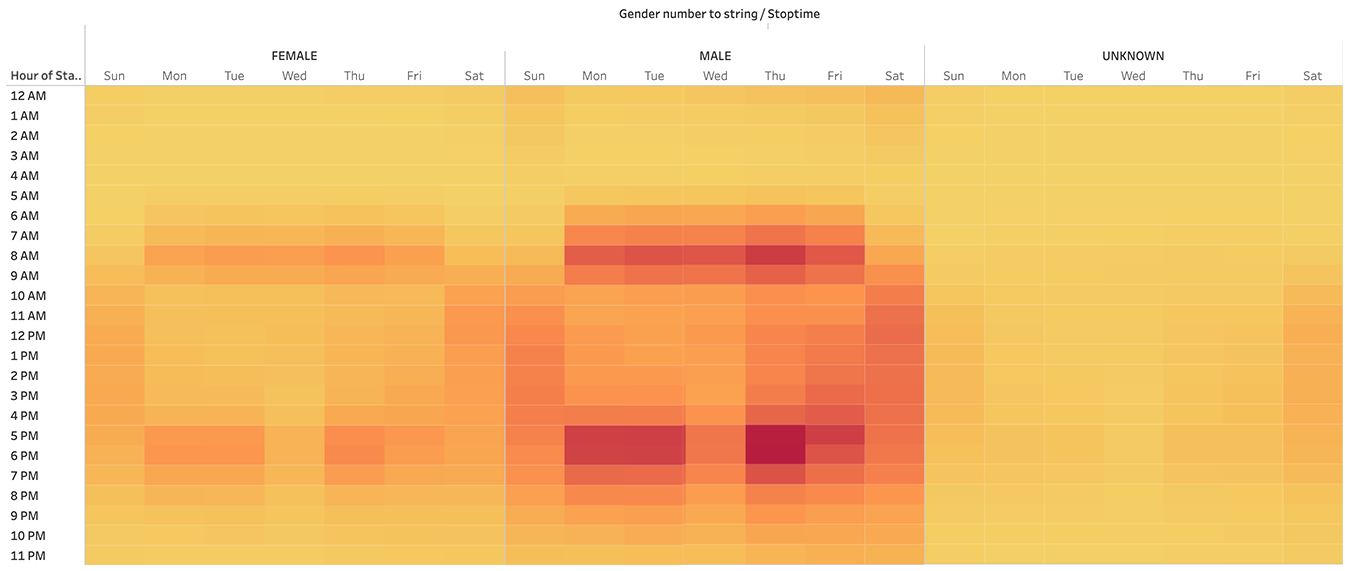 Gender number to string / Stoptime
FEMALE MALE UNKNOWN
Hour of Sta.. Sun Mon Tue Wed Thu Fri Sat Sun Mon Tue Wed Thu Fri Sat Sun Mon Tue Wed Thu Fri Sat
12 AM
1 AM
2 AM
3 AM
4 AM
5 AM
6 AM
7 AM
8 AM
9 AM
10 AM
11 AM
12 PM
1 PM
2 PM
3 PM
4 PM
5 PM
6 PM
7 PM
8 PM
9 PM
10 PM
11 PM